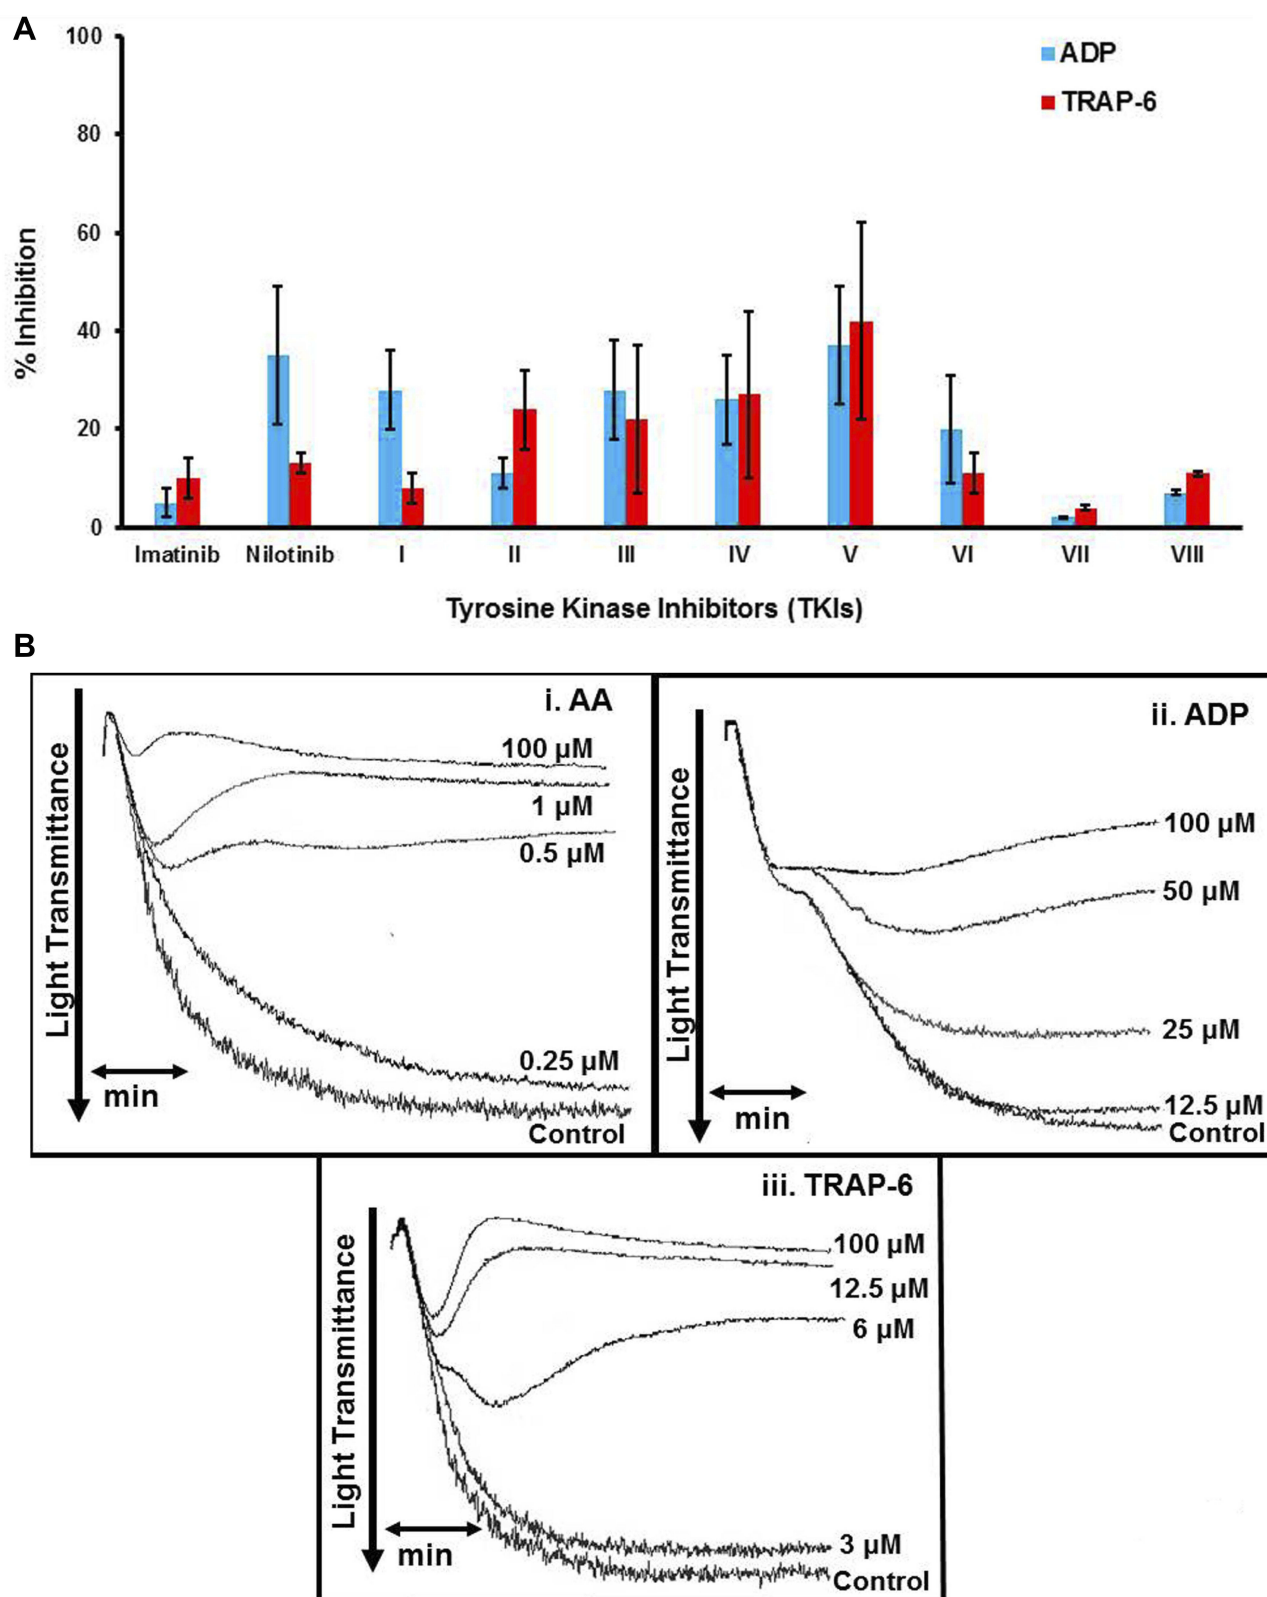 A
100
80
60
40
20
0
% Inhibition
ADP
TRAP-6
Imatinib Nilotinib I II III IV V VI VII VIII
Tyrosine Kinase Inhibitors (TKIs)
B
i. AA
Light Transmittance
100 µM
1 µM
0.5 µM
0.25 µM
Control
min
ii. ADP
Light Transmittance
100 µM
50 µM
25 µM
12.5 µM
Control
min
iii. TRAP-6
Light Transmittance
100 µM
12.5 µM
6 µM
3 µM
Control
min